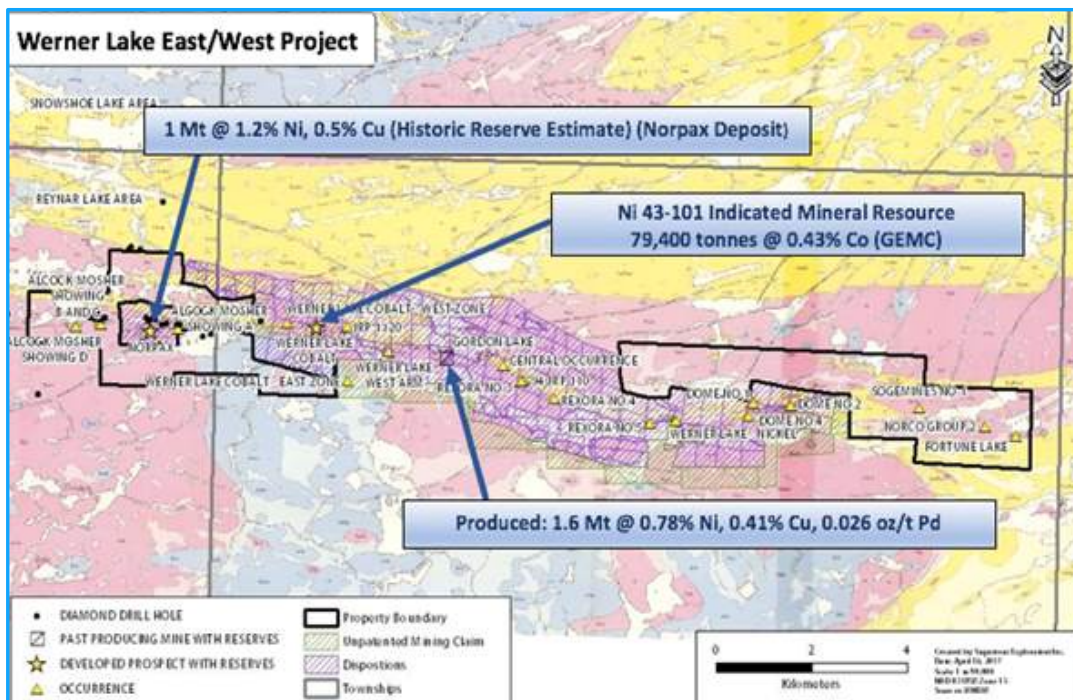 Werner Lake East/West Project
N
SNOWSHOE LAKE AREA
1 Mt @ 1.2% Ni, 0.5% Cu (Historic Reserve Estimate) (Norpax Deposit)
REYNAR LAKE AREA
Ni 43-101 Indicated Mineral Resource
79,400 tonnes @ 0.43% Co (GEMC)
ALCOCK MOSHER
SHOWING
B AND C
ALCOCK MOSHER
SHOWING A
ALCOCK MOSHER
SHOWING D
NORPAX
COBALT - WEST ZONE
WERNER LAKE
COBALT
GORDON LAKE
CENTRAL OCCURRENCE
WERNER LAKE COBALT
EAST ZONE
WERNER LAKE
WEST ARM
REXORA NO 3
REXORA NO 4
REXORA NO 5
WERNER LAKE
NICKEL
DOME NO 1
DOME NO 2
DOME NO 4
SOGEMINES NO 1
NORCO GROUP 2
FORTUNE LAKE
Produced: 1.6 Mt @ 0.78% Ni, 0.41% Cu, 0.026 oz/t Pd
DIAMOND DRILL HOLE
PAST PRODUCING MINE WITH RESERVES
DEVELOPED PROSPECT WITH RESERVES
OCCURRENCE
Property Boundary
Unpatented Mining Claim
Dispostions
Townships
0 2 4
Kilometers